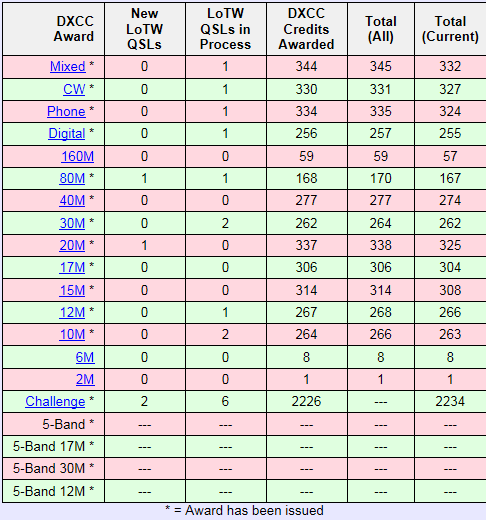 DXCC Award New LoTW QSLs LoTW QSLs in Process DXCC Credits Awarded Total (All) Total (Current)
Mixed * 0 1 344 345 332
CW * 0 1 330 331 327
Phone * 0 1 334 335 324
Digital * 0 1 256 257 255
160M 0 0 59 59 57
80M * 1 1 168 170 167
40M * 0 0 277 277 274
30M * 0 2 262 264 262
20M * 1 0 337 338 325
17M * 0 0 306 306 304
15M * 0 0 314 314 308
12M * 0 1 267 268 266
10M * 0 2 264 266 263
6M 0 0 8 8 8
2M 0 0 1 1 1
Challenge * 2 6 2226 --- 2234
5-Band * --- --- --- --- ---
5-Band 17M * --- --- --- --- ---
5-Band 30M * --- --- --- --- ---
5-Band 12M * --- --- --- --- ---
* = Award has been issued